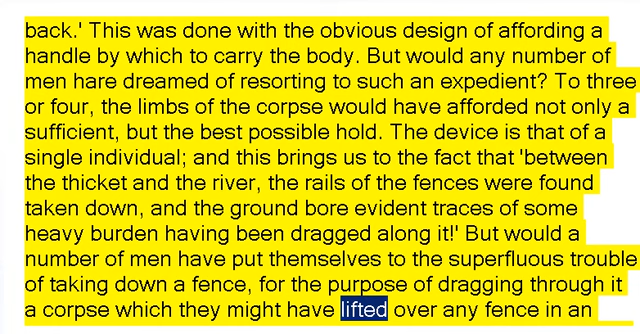 back.' This was done with the obvious design of affording a
handle by which to carry the body. But would any number of
men hare dreamed of resorting to such an expedient? To three
or four, the limbs of the corpse would have afforded not only a
sufficient, but the best possible hold. The device is that of a
single individual; and this brings us to the fact that 'between
the thicket and the river, the rails of the fences were found
taken down, and the ground bore evident traces of some
heavy burden having been dragged along it!' But would a
number of men have put themselves to the superfluous trouble
of taking down a fence, for the purpose of dragging through it
a corpse which they might have lifted over any fence in an